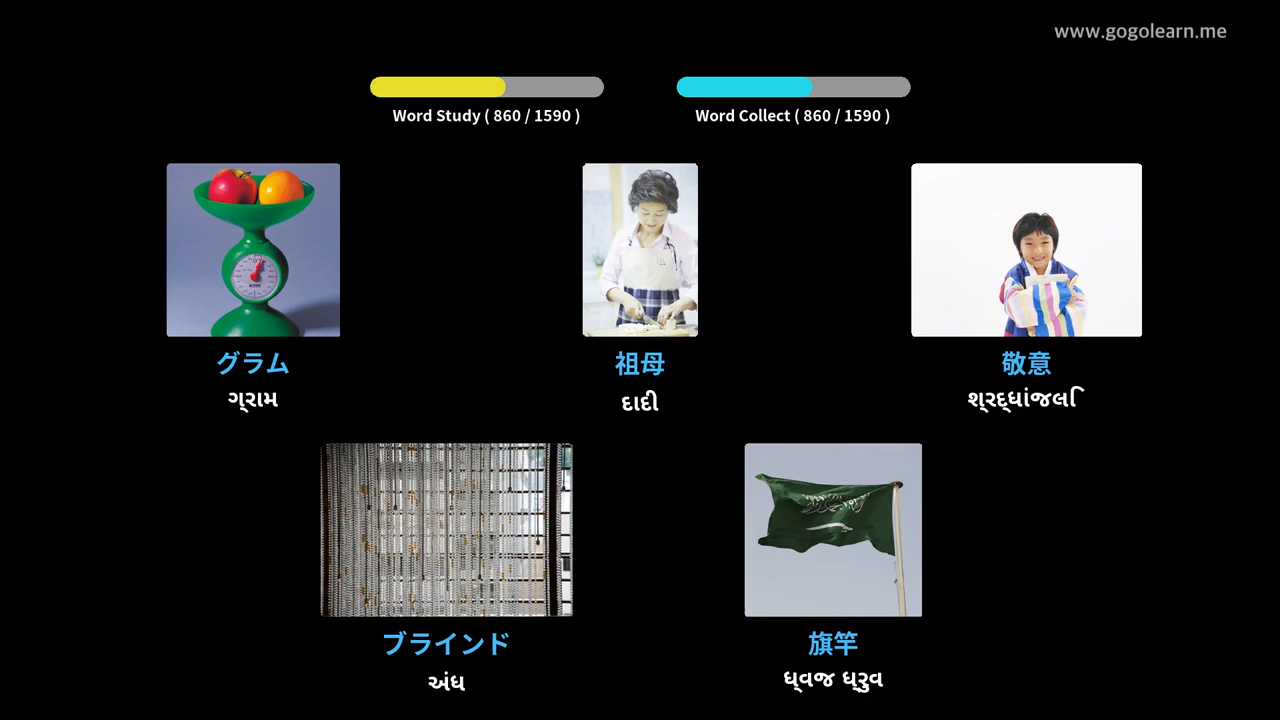 www.gogolearn.me
Word Study ( 860 / 1590 )
Word Collect ( 860 / 1590 )
グラム
ગ્રામ
祖母
દાદી
敬意
શ્રદ્ધાંજલિ
ブラインド
અંધ
旗竿
ધ્વજ ધ્રુવ